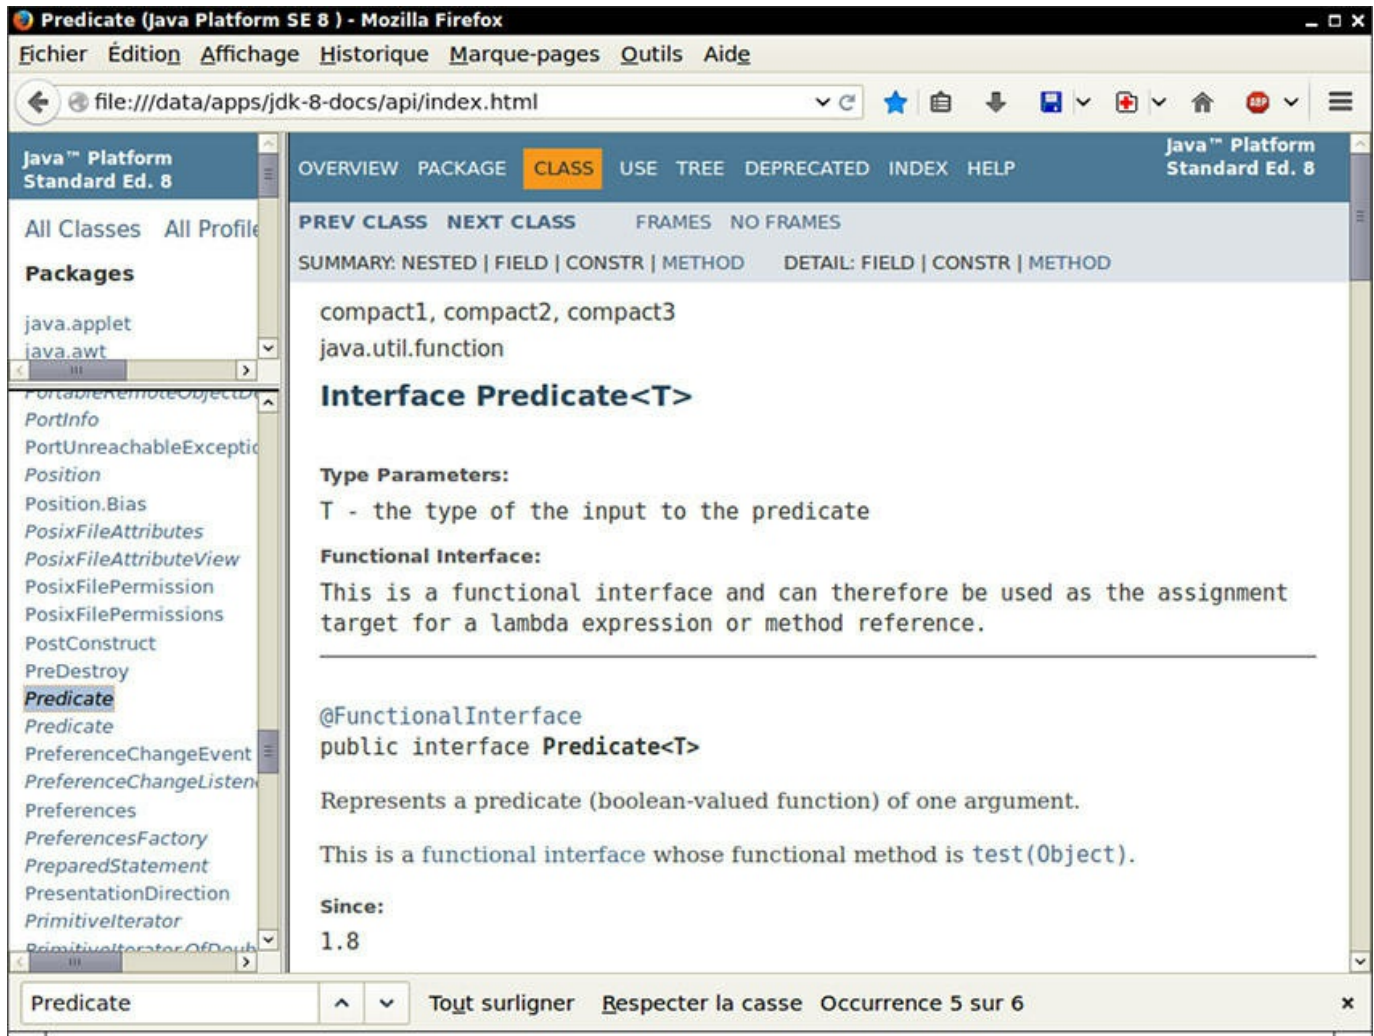 Predicate (Java Platform SE 8 ) - Mozilla Firefox
Fichier Édition Affichage Historique Marque-pages Outils Aide
file:///data/apps/jdk-8-docs/api/index.html
ABP
Java™ Platform
Standard Ed. 8
All Classes All Profile
Packages
java.applet
java.awt
PortInfo
PortUnreachableExceptio
Position
Position.Bias
PosixFileAttributes
PosixFileAttributeView
PosixFilePermission
PosixFilePermissions
PostConstruct
PreDestroy
Predicate
Predicate
PreferenceChangeEvent
PreferenceChangeListen
Preferences
PreferencesFactory
PreparedStatement
PresentationDirection
PrimitiveIterator
PrimitiveIterator.OfDoub
OVERVIEW PACKAGE CLASS USE TREE DEPRECATED INDEX HELP
Java™ Platform
Standard Ed. 8
PREV CLASS NEXT CLASS FRAMES NO FRAMES
SUMMARY: NESTED | FIELD | CONSTR | METHOD DETAIL: FIELD | CONSTR | METHOD
compact1, compact2, compact3
java.util.function
Interface Predicate<T>
Type Parameters:
T - the type of the input to the predicate
Functional Interface:
This is a functional interface and can therefore be used as the assignment
target for a lambda expression or method reference.
@FunctionalInterface
public interface Predicate<T>
Represents a predicate (boolean-valued function) of one argument.
This is a functional interface whose functional method is test(Object).
Since:
1.8
Predicate
Tout surligner Respecter la casse Occurrence 5 sur 6